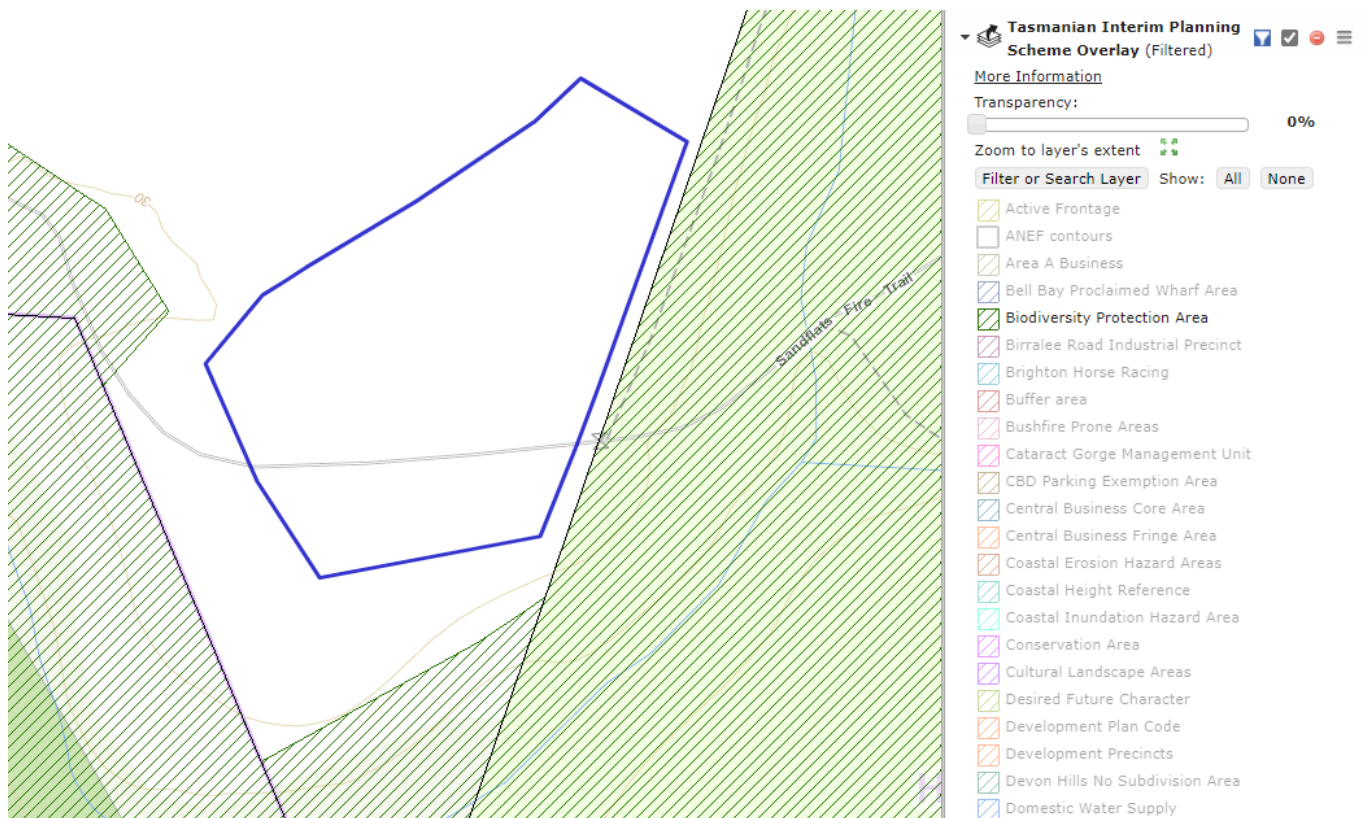 30
Sandflats Fire Trail
H
Tasmanian Interim Planning
Scheme Overlay (Filtered)
More Information
Transparency:
0%
Zoom to layer's extent
Filter or Search Layer Show: All None
Active Frontage
ANEF contours
Area A Business
Bell Bay Proclaimed Wharf Area
Biodiversity Protection Area
Birralee Road Industrial Precinct
Brighton Horse Racing
Buffer area
Bushfire Prone Areas
Cataract Gorge Management Unit
CBD Parking Exemption Area
Central Business Core Area
Central Business Fringe Area
Coastal Erosion Hazard Areas
Coastal Height Reference
Coastal Inundation Hazard Area
Conservation Area
Cultural Landscape Areas
Desired Future Character
Development Plan Code
Development Precincts
Devon Hills No Subdivision Area
Domestic Water Supply